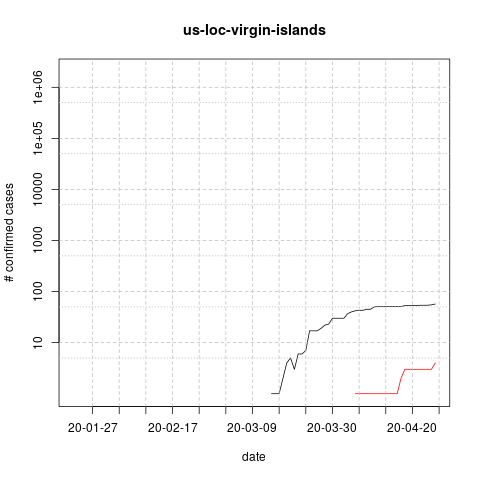 us-loc-virgin-islands
1e+06
1e+05
10000
1000
100
10
# confirmed cases
20-01-27
20-02-17
20-03-09
20-03-30
20-04-20
date